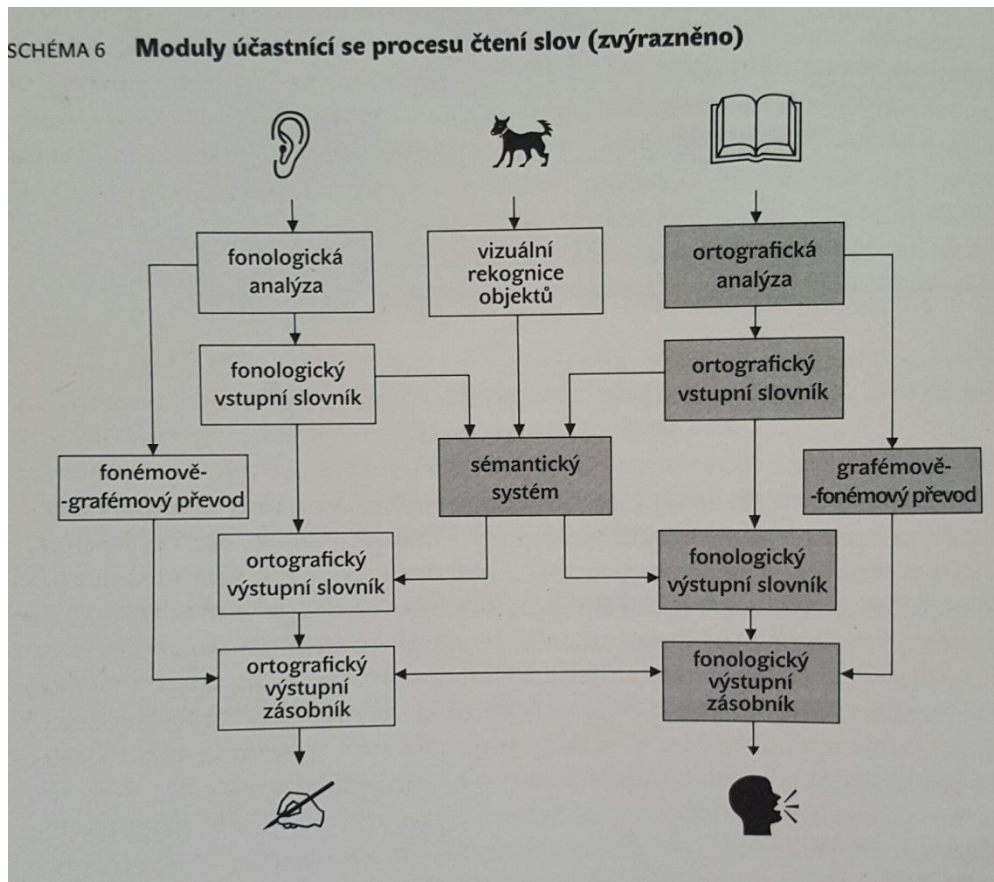 SCHÉMA 6 Moduly účastnící se procesu čtení slov (zvýrazněno)
fonologická
analýza
vizuální
rekognice
objektů
ortografická
analýza
fonologický
vstupní slovník
ortografický
vstupní slovník
fonémově-
-grafémový převod
sémantický
systém
grafémově-
-fonémový převod
ortografický
výstupní slovník
fonologický
výstupní slovník
ortografický
výstupní
zásobník
fonologický
výstupní
zásobník